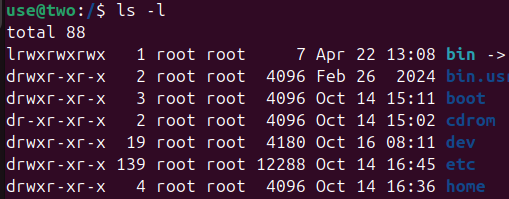 use@two:/$ ls -l
total 88
lrwxrwxrwx   1 root root     7 Apr 22 13:08 bin ->
drwxr-xr-x   2 root root  4096 Feb 26  2024 bin.us
drwxr-xr-x   3 root root  4096 Oct 14 15:11 boot
dr-xr-xr-x   2 root root  4096 Oct 14 15:02 cdrom
drwxr-xr-x  19 root root  4180 Oct 16 08:11 dev
drwxr-xr-x 139 root root 12288 Oct 14 16:45 etc
drwxr-xr-x   4 root root  4096 Oct 14 16:36 home